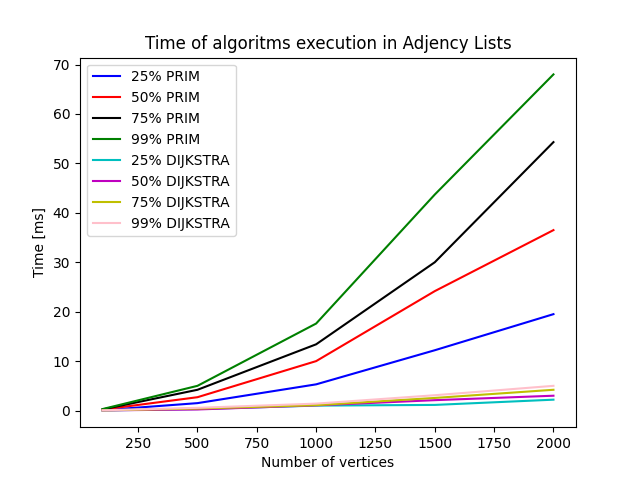 Time of algoritms execution in Adjency Lists
25% PRIM
50% PRIM
75% PRIM
99% PRIM
25% DIJKSTRA
50% DIJKSTRA
75% DIJKSTRA
99% DIJKSTRA
Time [ms]
70
60
50
40
30
20
10
0
250 500 750 1000 1250 1500 1750 2000
Number of vertices